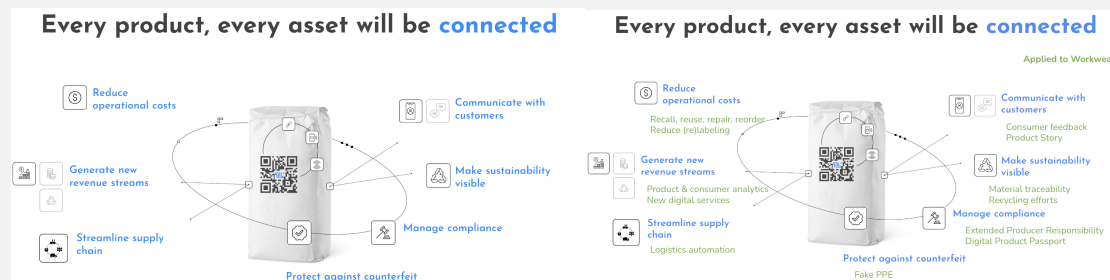 Every product, every asset will be connected
Reduce
operational costs
Communicate with
customers
Generate new
revenue streams
Make sustainability
visible
Manage compliance
Streamline supply
chain
Protect against counterfeit
Every product, every asset will be connected
Applied to Workwea
Reduce
operational costs
Recall, reuse, repair, reorder
Reduce (re)labeling
Communicate with
customers
Consumer feedback
Product Story
Generate new
revenue streams
Product & consumer analytics
New digital services
Make sustainability
visible
Material traceability
Recycling efforts
Manage compliance
Extended Producer Responsibility
Digital Product Passport
Streamline supply
chain
Logistics automation
Protect against counterfeit
Fake PPE